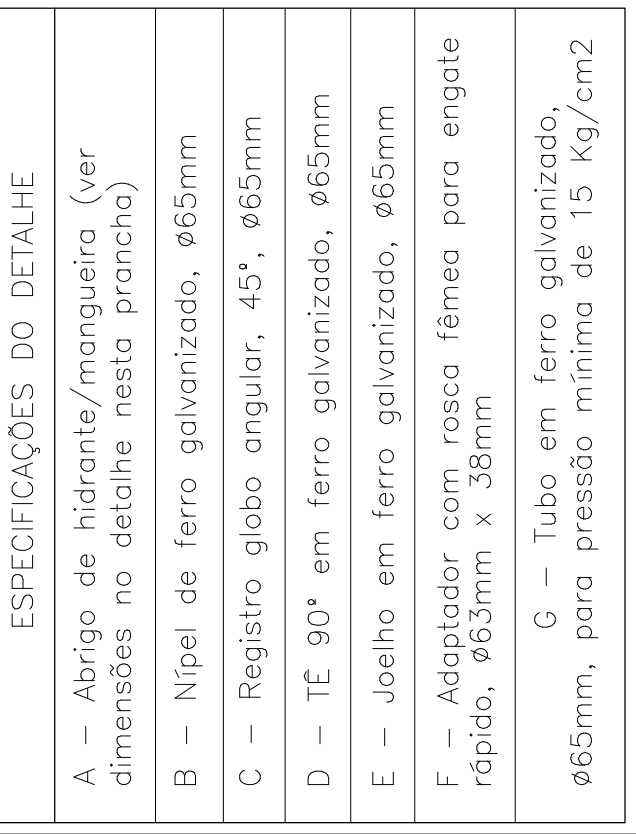 ESPECIFICAÇÕES DO DETALHE
A – Abrigo de hidrante/mangueira (ver
dimensões no detalhe nesta prancha)
B – Nípel de ferro galvanizado, ø65mm
C – Registro globo angular, 45º, ø65mm
D – TÊ 90º em ferro galvanizado, ø65mm
E – Joelho em ferro galvanizado, ø65mm
F – Adaptador com rosca fêmea para engate
rápido, ø63mm x 38mm
G – Tubo em ferro galvanizado,
ø65mm, para pressão mínima de 15 Kg/cm2